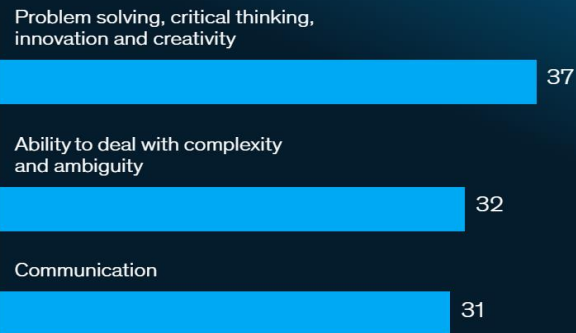 Problem solving, critical thinking,
innovation and creativity
37
Ability to deal with complexity
and ambiguity
32
Communication
31